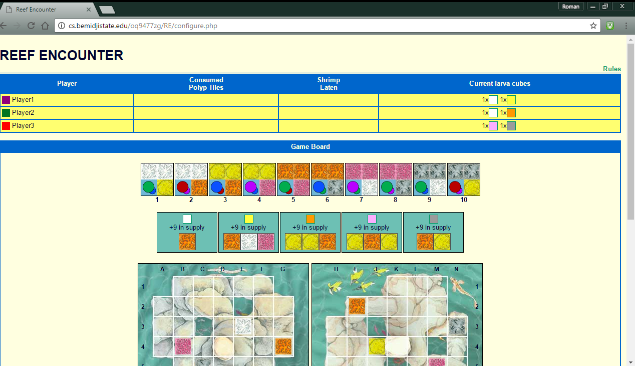 Reef Encounter
Roman
cs.bemidjistate.edu/oq9477zg/RE/configure.php
REEF ENCOUNTER
Rules
Player Consumed Polyp Tiles Shrimp Laten Current larva cubes
Player1 1x 1x
Player2 1x 1x
Player3 1x 1x
Game Board
1 2 3 4 5 6 7 8 9 10
+9 in supply +9 in supply +9 in supply +9 in supply +9 in supply
A B C D E F G H J K L M N
1 1
2 2
3 3
4 4